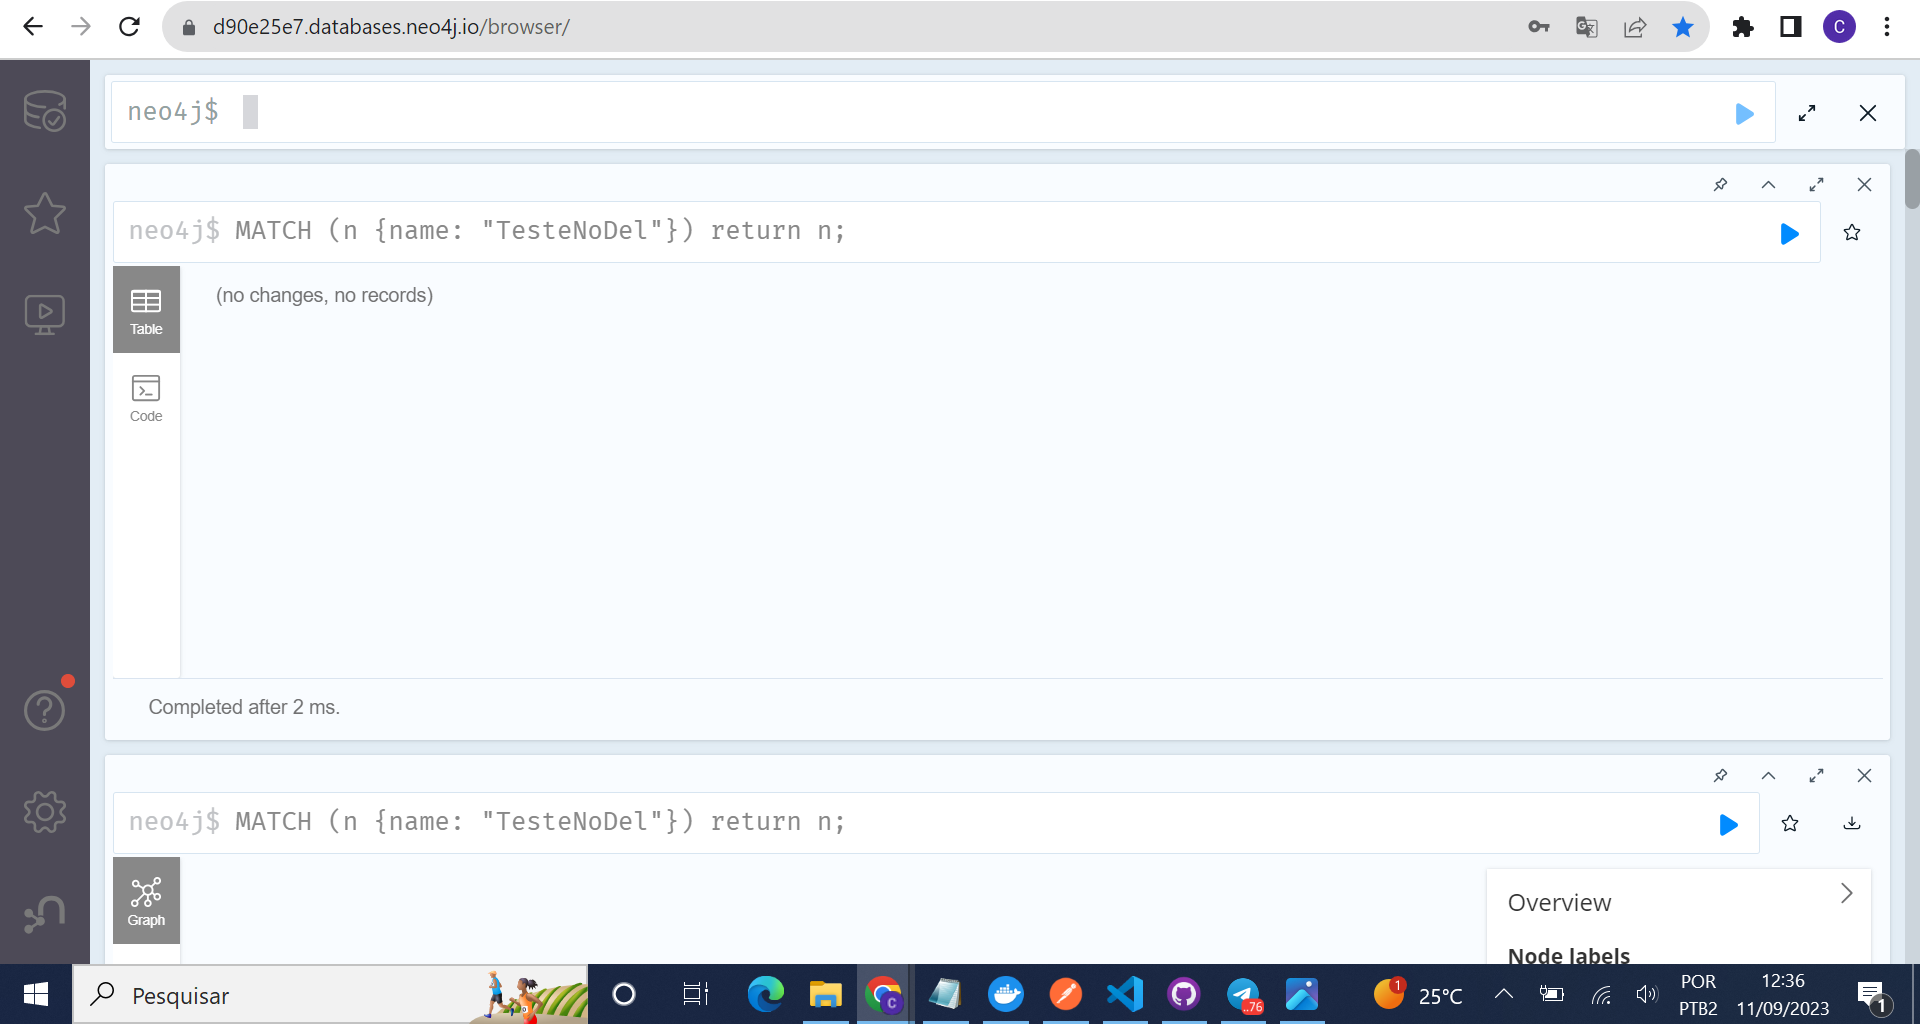 d90e25e7.databases.neo4j.io/browser/
C
neo4j$
neo4j$ MATCH (n {name: "TesteNoDel"}) return n;
Table
(no changes, no records)
Code
Completed after 2 ms.
neo4j$ MATCH (n {name: "TesteNoDel"}) return n;
Graph
Overview
Node labels
Pesquisar
C
..76
1
25°C
POR
PTB2
12:36
11/09/2023
1